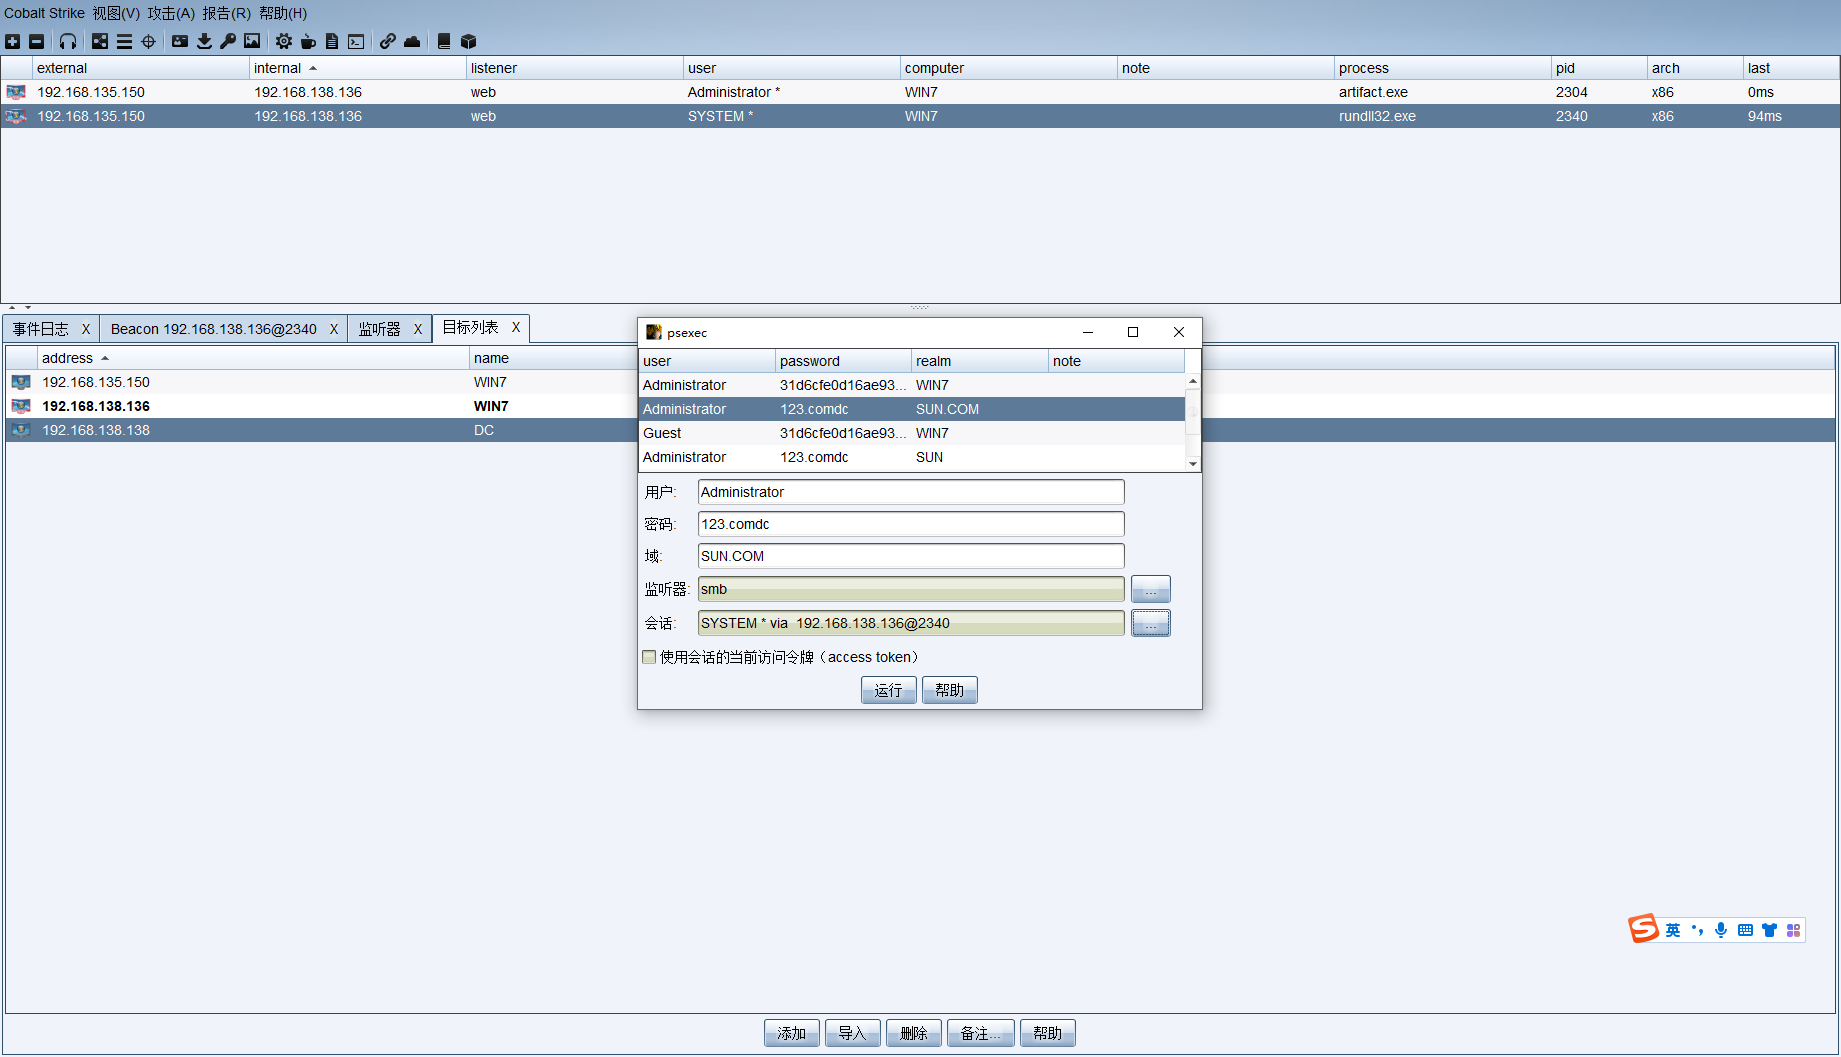 Cobalt Strike 视图(V) 攻击(A) 报告(R) 帮助(H)
external internal listener user computer note process pid arch last
192.168.135.150 192.168.138.136 web Administrator * WIN7 artifact.exe 2304 x86 0ms
192.168.135.150 192.168.138.136 web SYSTEM * WIN7 rundll32.exe 2340 x86 94ms
事件日志 X Beacon 192.168.138.136@2340 X 监听器 X 目标列表 X
address name
192.168.135.150 WIN7
192.168.138.136 WIN7
192.168.138.138 DC
psexec
user password realm note
Administrator 31d6cfe0d16ae93... WIN7
Administrator 123.comdc SUN.COM
Guest 31d6cfe0d16ae93... WIN7
Administrator 123.comdc SUN
用户: Administrator
密码: 123.comdc
域: SUN.COM
监听器: smb ...
会话: SYSTEM * via 192.168.138.136@2340 ...
使用会话的当前访问令牌（access token）
运行 帮助
S 英
添加 导入 删除 备注... 帮助